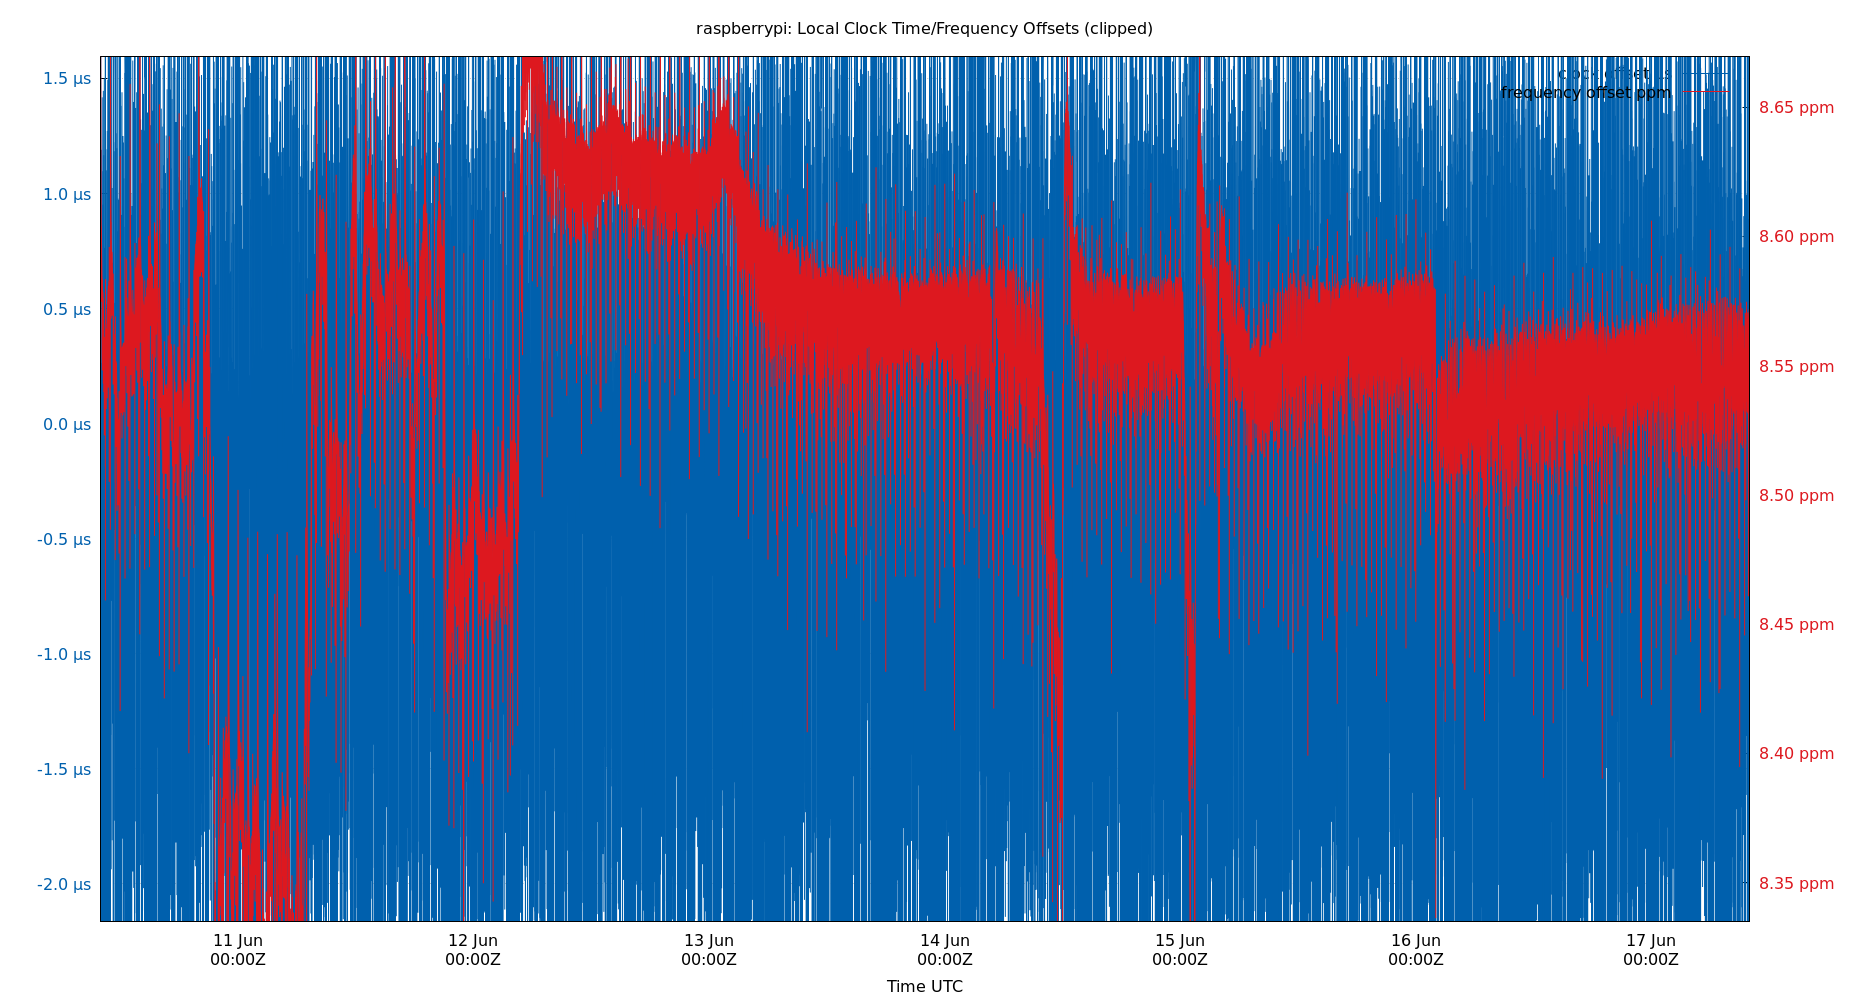 raspberrypi: Local Clock Time/Frequency Offsets (clipped)
clock offset s
frequency offset ppm
1.5 µs
1.0 µs
0.5 µs
0.0 µs
-0.5 µs
-1.0 µs
-1.5 µs
-2.0 µs
8.65 ppm
8.60 ppm
8.55 ppm
8.50 ppm
8.45 ppm
8.40 ppm
8.35 ppm
11 Jun 12 Jun 13 Jun 14 Jun 15 Jun 16 Jun 17 Jun
00:00Z 00:00Z 00:00Z 00:00Z 00:00Z 00:00Z 00:00Z
Time UTC